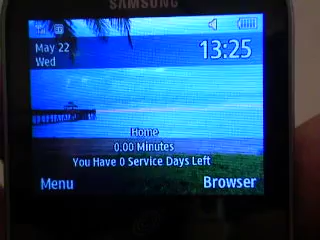 SAMSUNG
May 22
Wed
13:25
Home
0.00 Minutes
You Have 0 Service Days Left
Menu
Browser